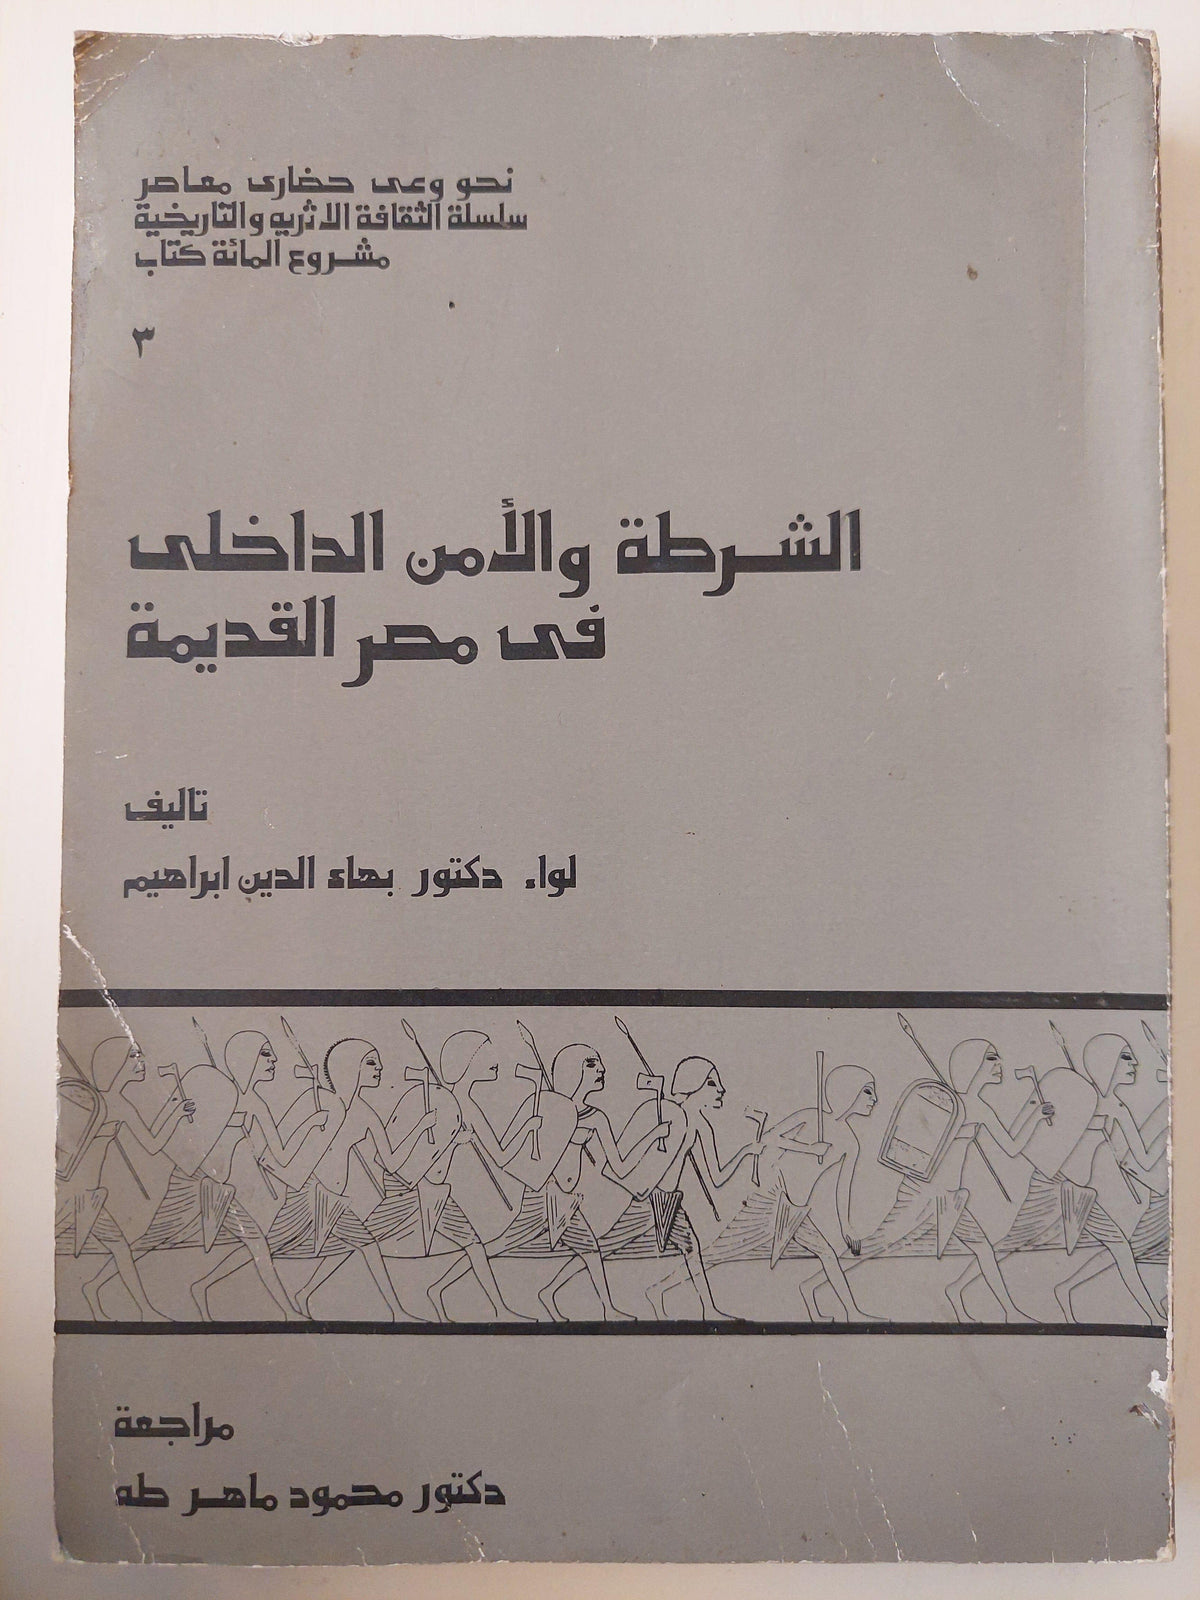 نحو وعى حضارى معاصر
سلسلة الثقافة الاثريه والتاريخية
مشروع المائة كتاب
٣
الشرطة والأمن الداخلى
فى مصر القديمة
تاليف
لواء دكتور بهاء الدين ابراهيم
مراجعة
دكتور محمود ماهر طه